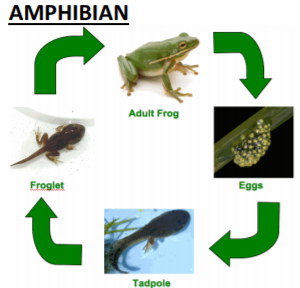 AMPHIBIAN
Adult Frog
Froglet
Eggs
Tadpole